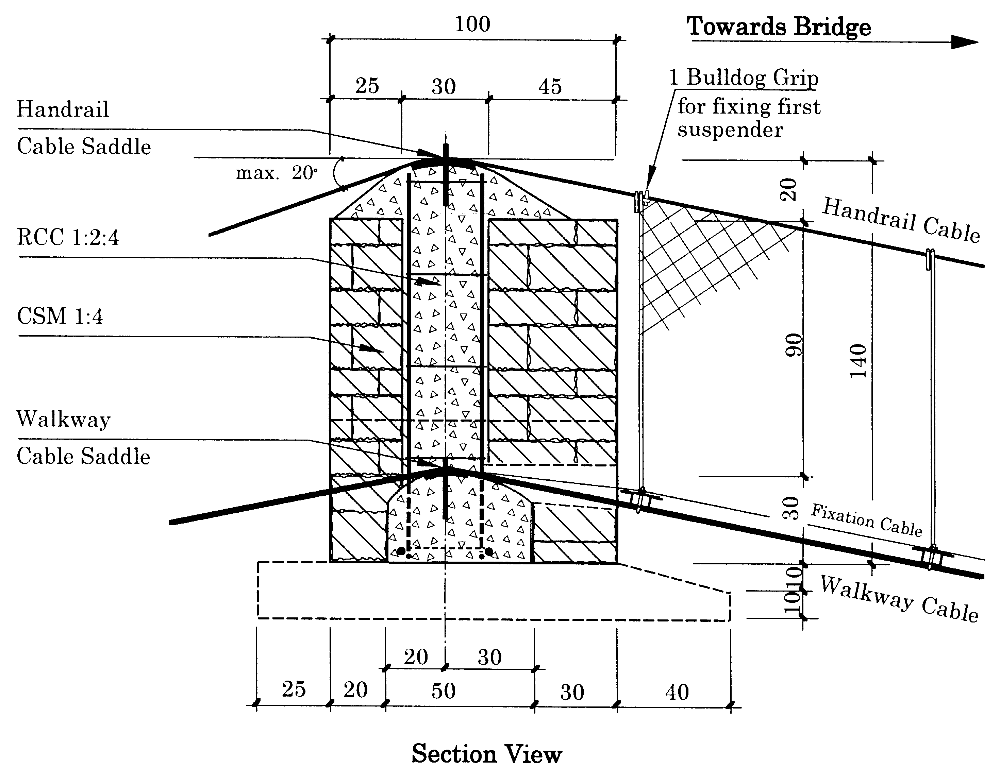 100
Towards Bridge
25
30
45
1 Bulldog Grip
for fixing first
suspender
Handrail
Cable Saddle
max. 20°
20
Handrail Cable
RCC 1:2:4
CSM 1:4
90
140
Walkway
Cable Saddle
30
Fixation Cable
10
10
Walkway Cable
20
30
25
20
50
30
40
Section View